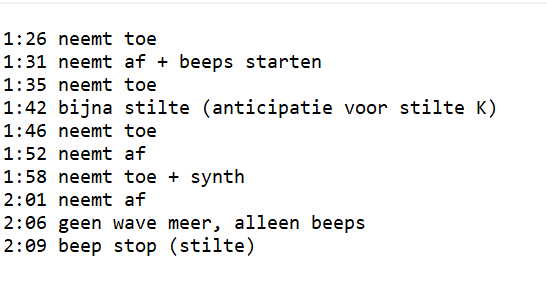 1:26 neemt toe
1:31 neemt af + beeps starten
1:35 neemt toe
1:42 bijna stilte (anticipatie voor stilte K)
1:46 neemt toe
1:52 neemt af
1:58 neemt toe + synth
2:01 neemt af
2:06 geen wave meer, alleen beeps
2:09 beep stop (stilte)